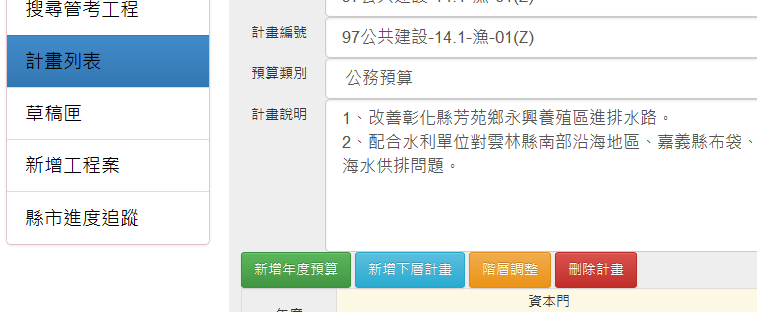 搜尋管考工程
計畫列表
草稿匣
新增工程案
縣市進度追蹤
計畫編號
97公共建設-14.1-漁-01(Z)
預算類別
公務預算
計畫說明
1、改善彰化縣芳苑鄉永興養殖區進排水路。
2、配合水利單位對雲林縣南部沿海地區、嘉義縣布袋、
海水供排問題。
新增年度預算
新增下層計畫
階層調整
刪除計畫
資本門
年度